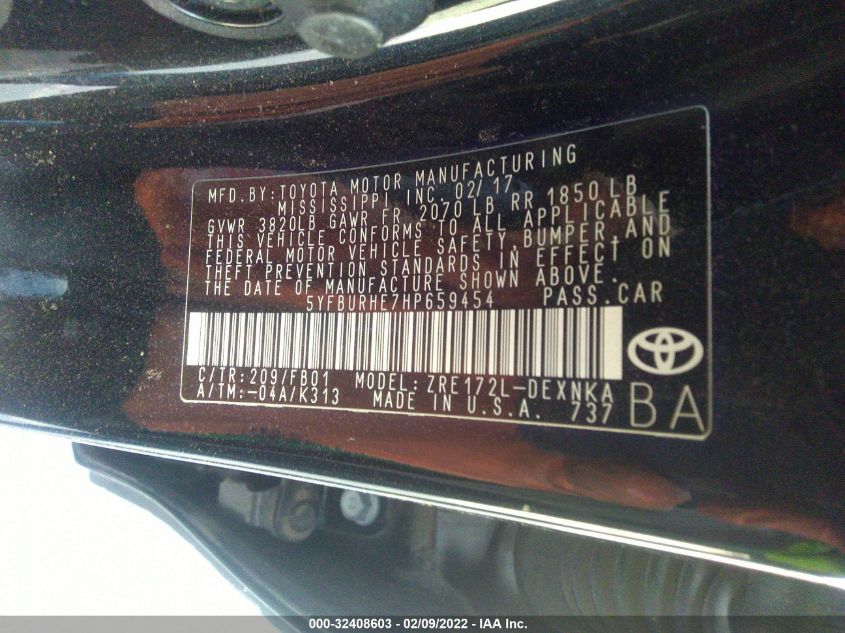 MFD. BY: TOYOTA MOTOR MANUFACTURING
MISSISSIPPI, INC. 02/17
GVWR 3820LB GAWR FR. 2070 LB RR 1850 LB
THIS VEHICLE CONFORMS TO ALL APPLICABLE
FEDERAL MOTOR VEHICLE SAFETY, BUMPER, AND
THEFT PREVENTION STANDARDS IN EFFECT ON
THE DATE OF MANUFACTURE SHOWN ABOVE.
5YFBURHE7HP659454 PASS. CAR
C/TR: 209/FB01 MODEL: ZRE172L-DEXNKA
A/TM: -04A/K313 MADE IN U.S.A. 737
BA
000-32408603 - 02/09/2022 - IAA Inc.